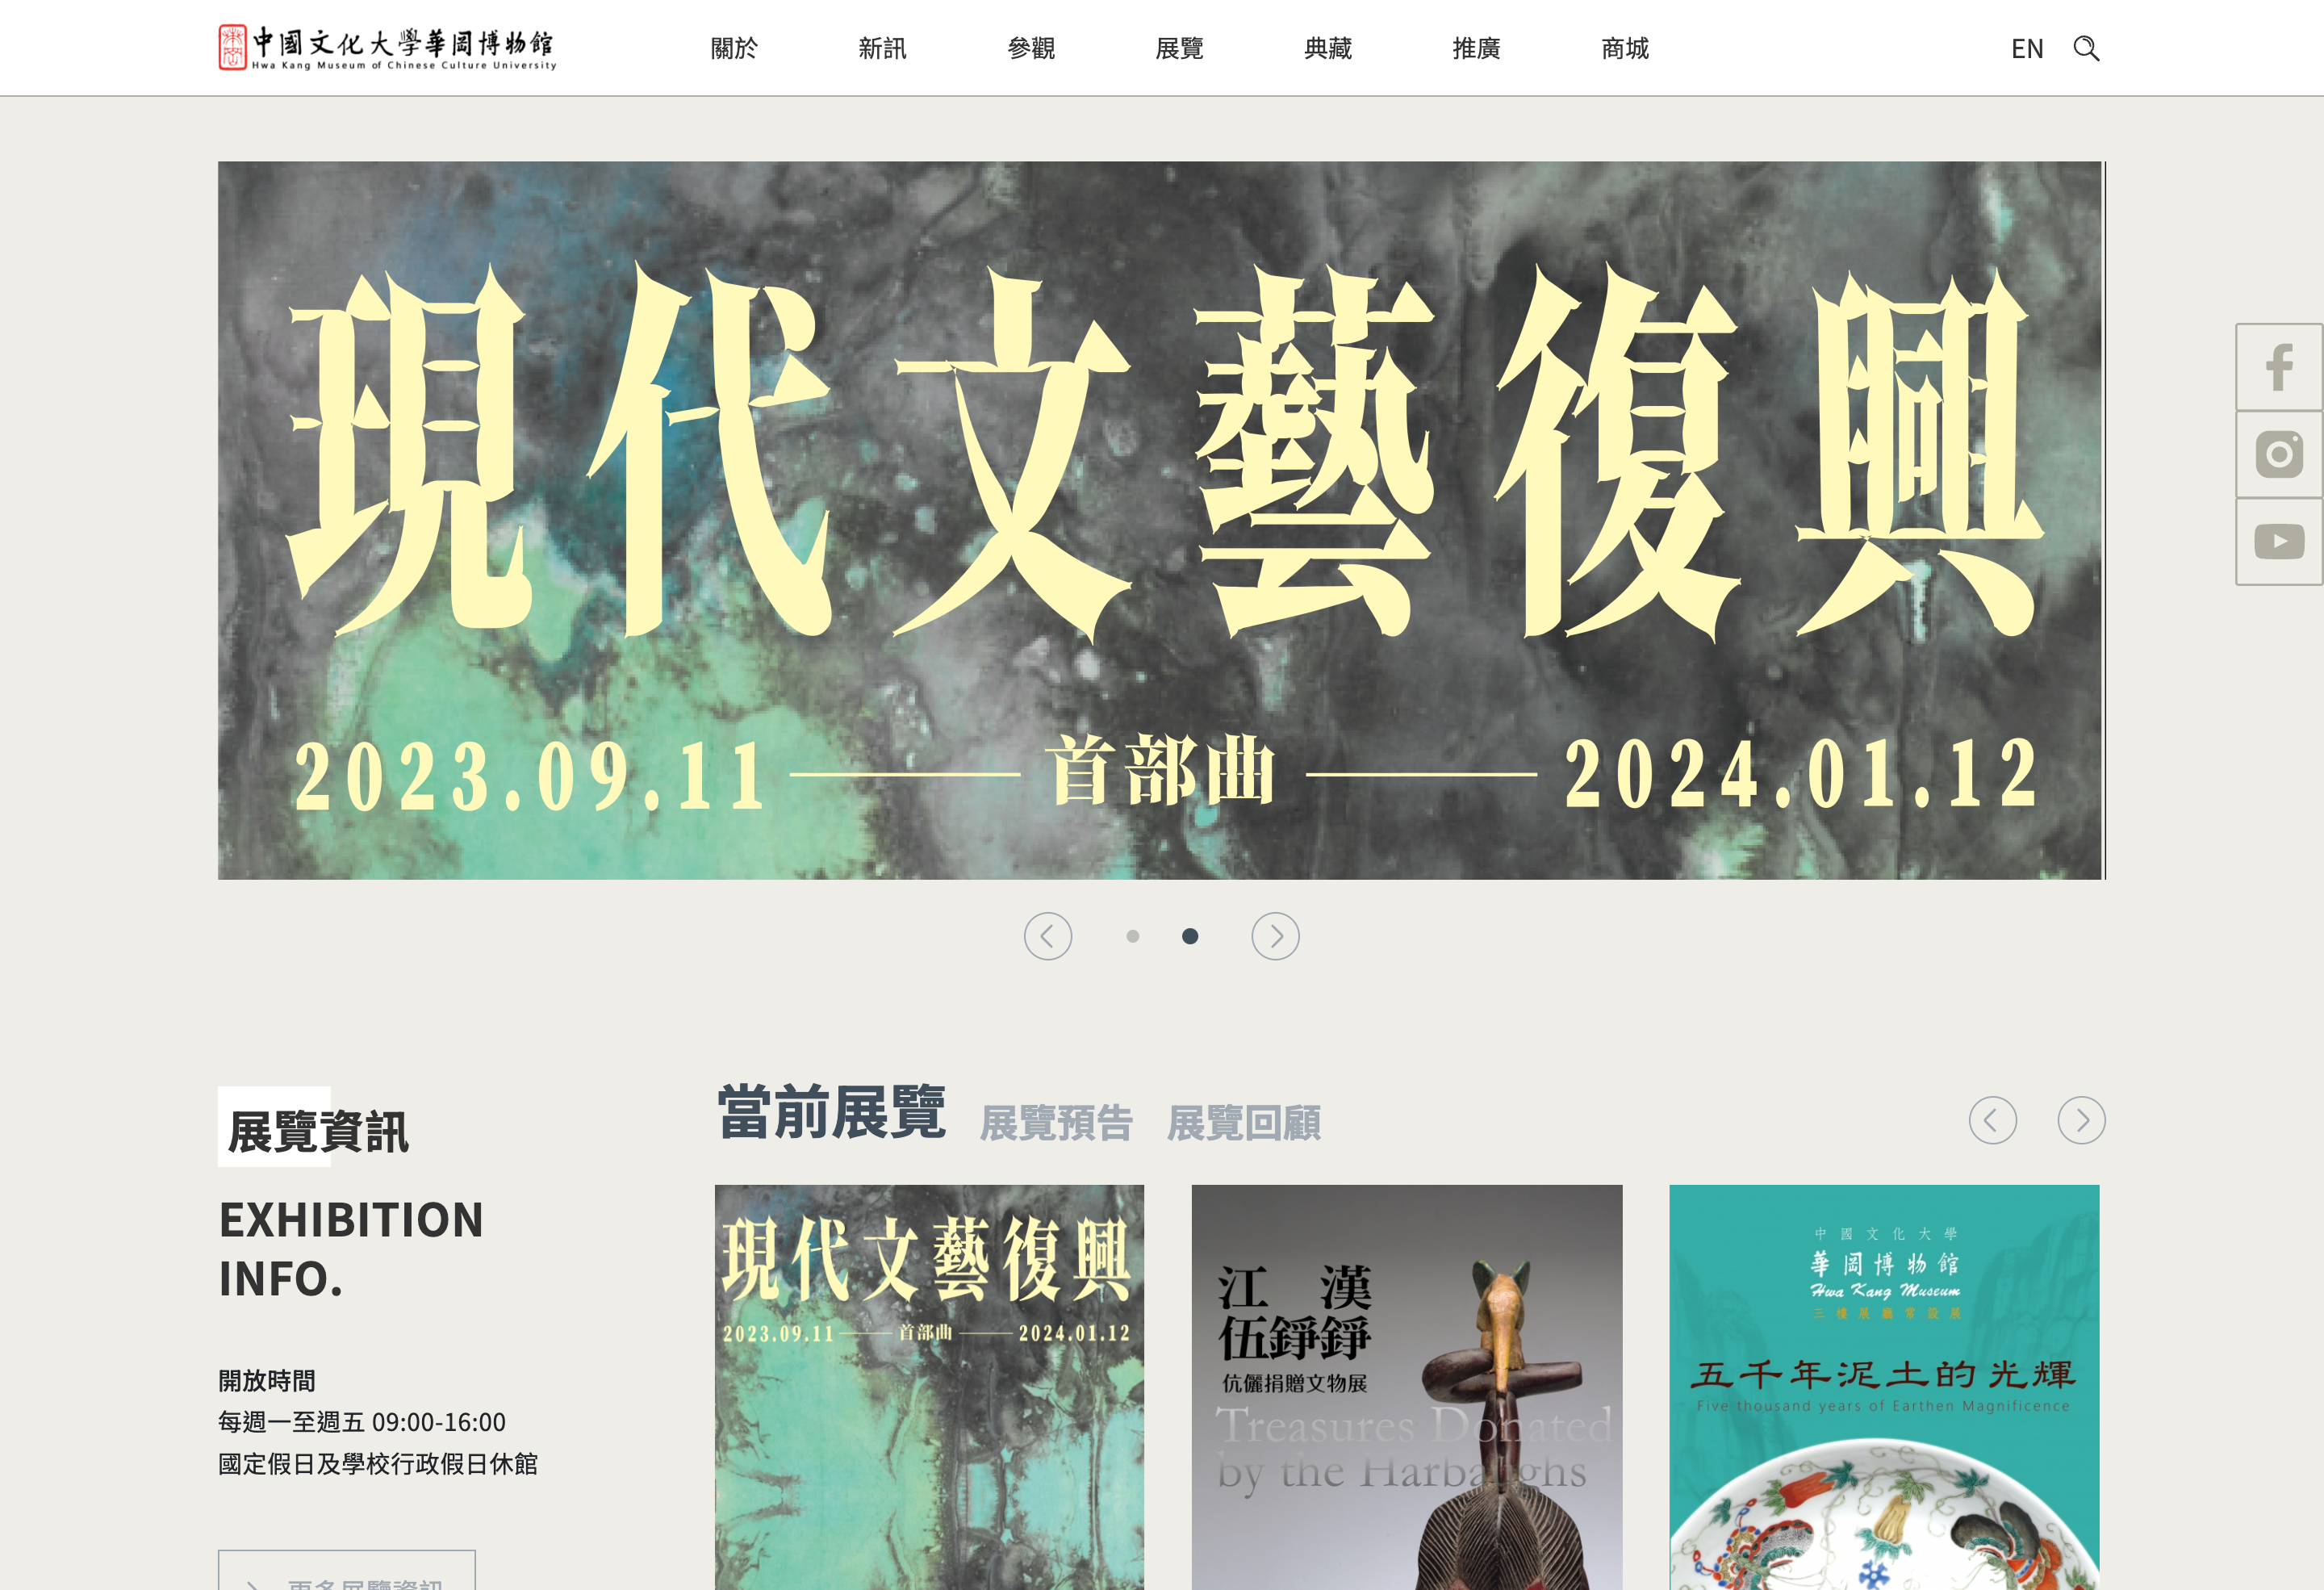 中國文化大學華岡博物館
Hwa Kang Museum of Chinese Culture University
關於
新訊
參觀
展覽
典藏
推廣
商城
EN
現代文藝復興
2023.09.11 首部曲 2024.01.12
展覽資訊
EXHIBITION
INFO.
開放時間
每週一至週五 09:00-16:00
國定假日及學校行政假日休館
更多展覽資訊
當前展覽
展覽預告
展覽回顧
現代文藝復興
2023.09.11 首部曲 2024.01.12
江 漢
伍錚錚
伉儷捐贈文物展
Treasures Donated
by the Harbaughs
中國文化大學
華岡博物館
Hwa Kang Museum
三樓展廳常設展
五千年泥土的光輝
Five thousand years of Earthen Magnificence